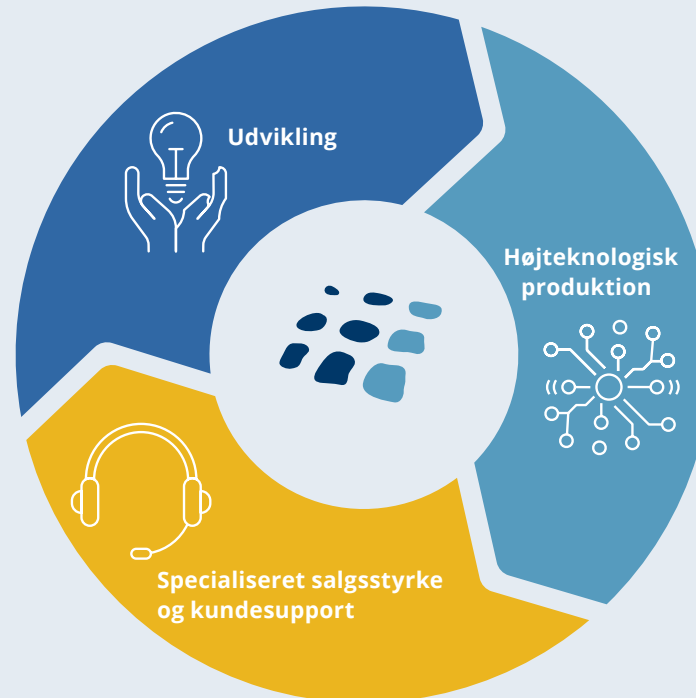 Udvikling
Højteknologisk
produktion
Specialiseret salgsstyrke
og kundesupport